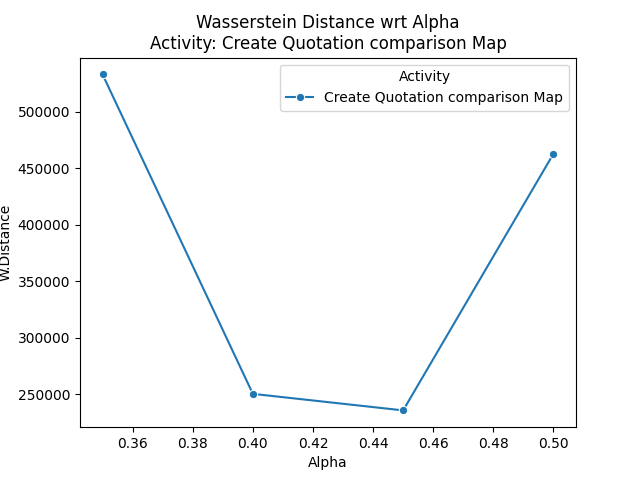 Wasserstein Distance wrt Alpha
Activity: Create Quotation comparison Map
Activity
Create Quotation comparison Map
W.Distance
500000
450000
400000
350000
300000
250000
0.36 0.38 0.40 0.42 0.44 0.46 0.48 0.50
Alpha